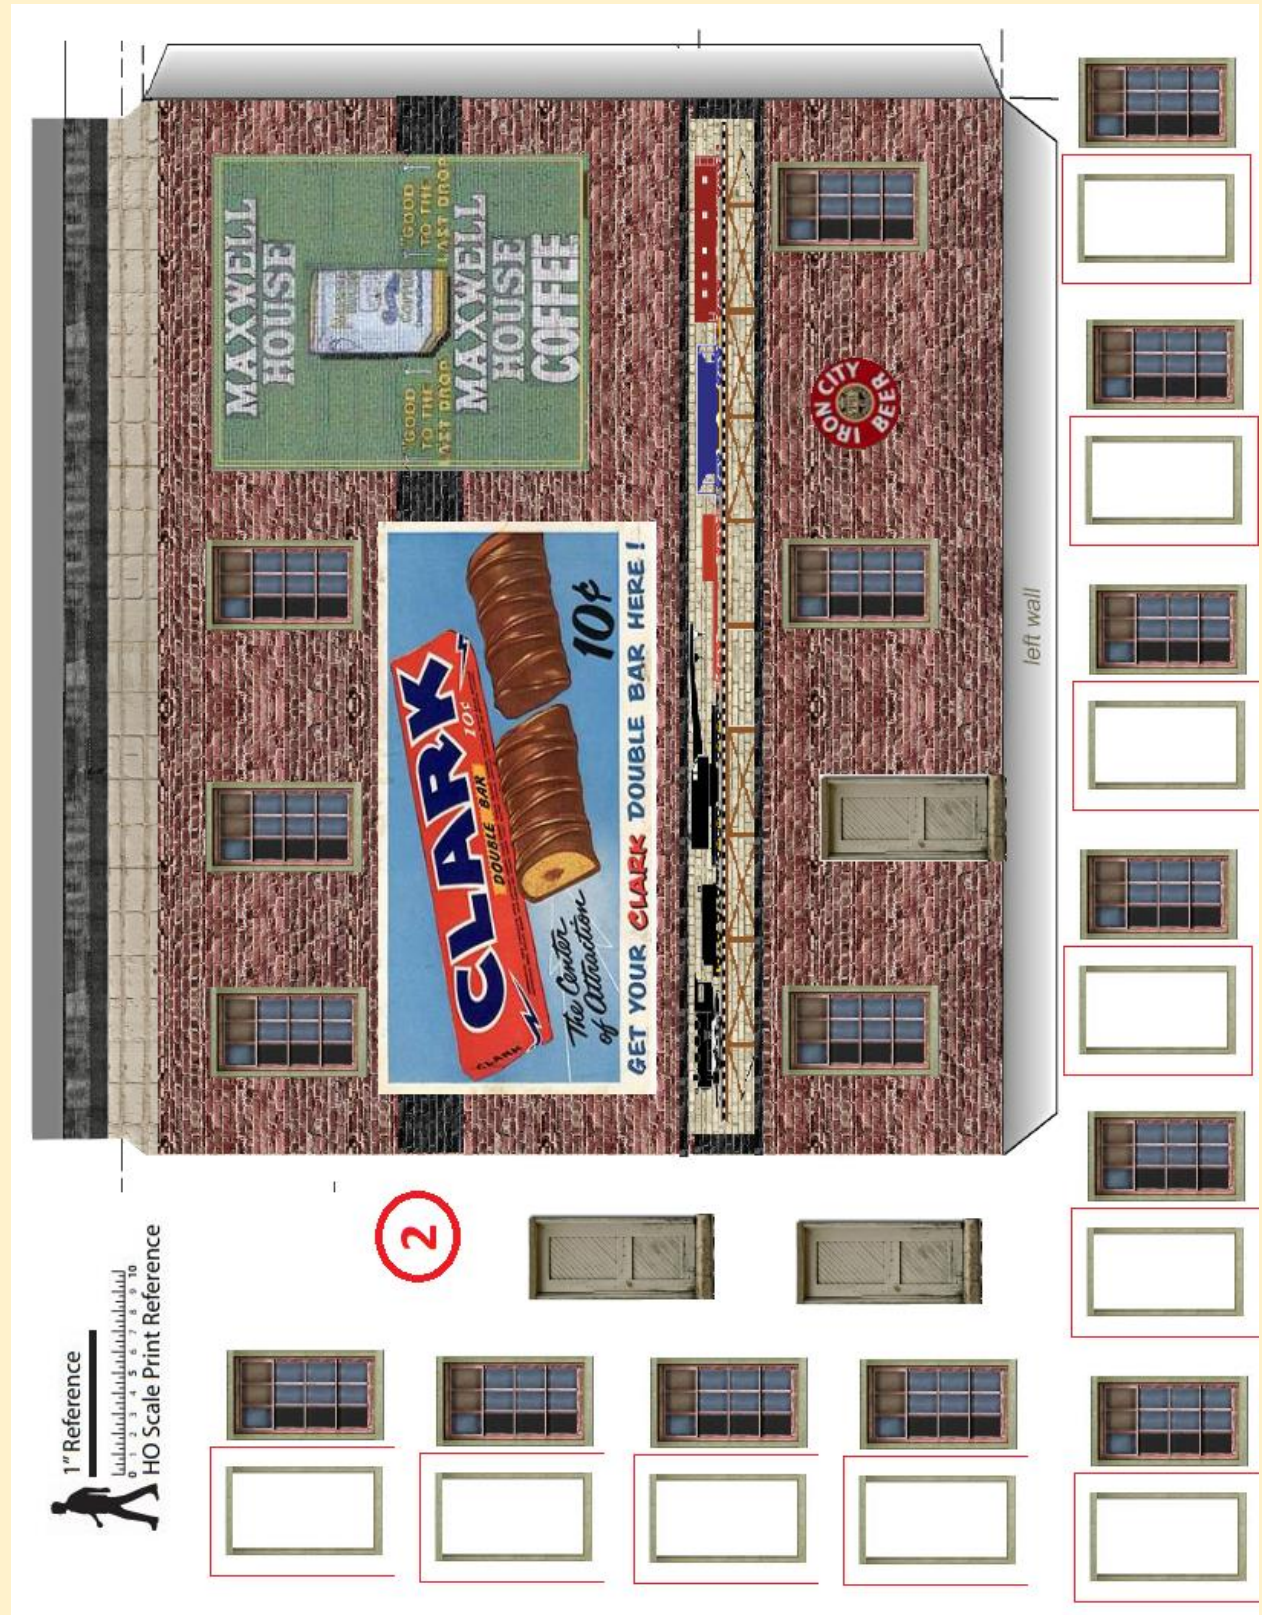 MAXWELL
HOUSE
"GOOD
TO THE
LAST DROP
"GOOD
TO THE
LAST DROP
MAXWELL
HOUSE
COFFEE
CLARK
10¢
DOUBLE BAR
CLARK
10¢
The Center
of Attraction
GET YOUR CLARK DOUBLE BAR HERE!
IRON CITY
BEER
left wall
2
1" Reference
0 1 2 3 4 5 6 7 8 9 10
HO Scale Print Reference